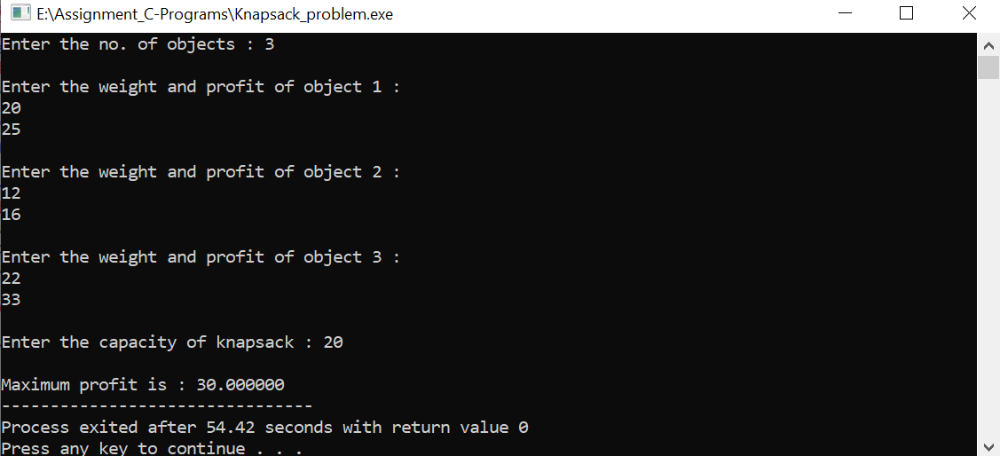 E:\Assignment_C-Programs\Knapsack_problem.exe
Enter the no. of objects : 3
Enter the weight and profit of object 1 :
20
25
Enter the weight and profit of object 2 :
12
16
Enter the weight and profit of object 3 :
22
33
Enter the capacity of knapsack : 20
Maximum profit is : 30.000000
--------------------------------
Process exited after 54.42 seconds with return value 0
Press any key to continue . . .